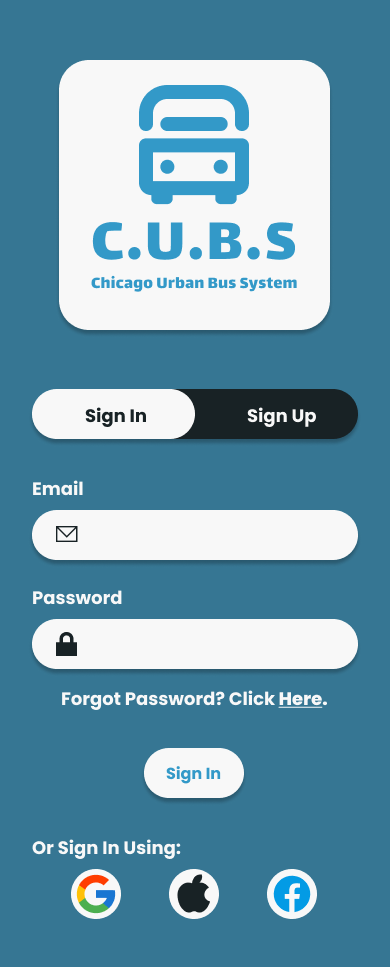 C.U.B.S
Chicago Urban Bus System
Sign In Sign Up
Email
Password
Forgot Password? Click Here.
Sign In
Or Sign In Using: